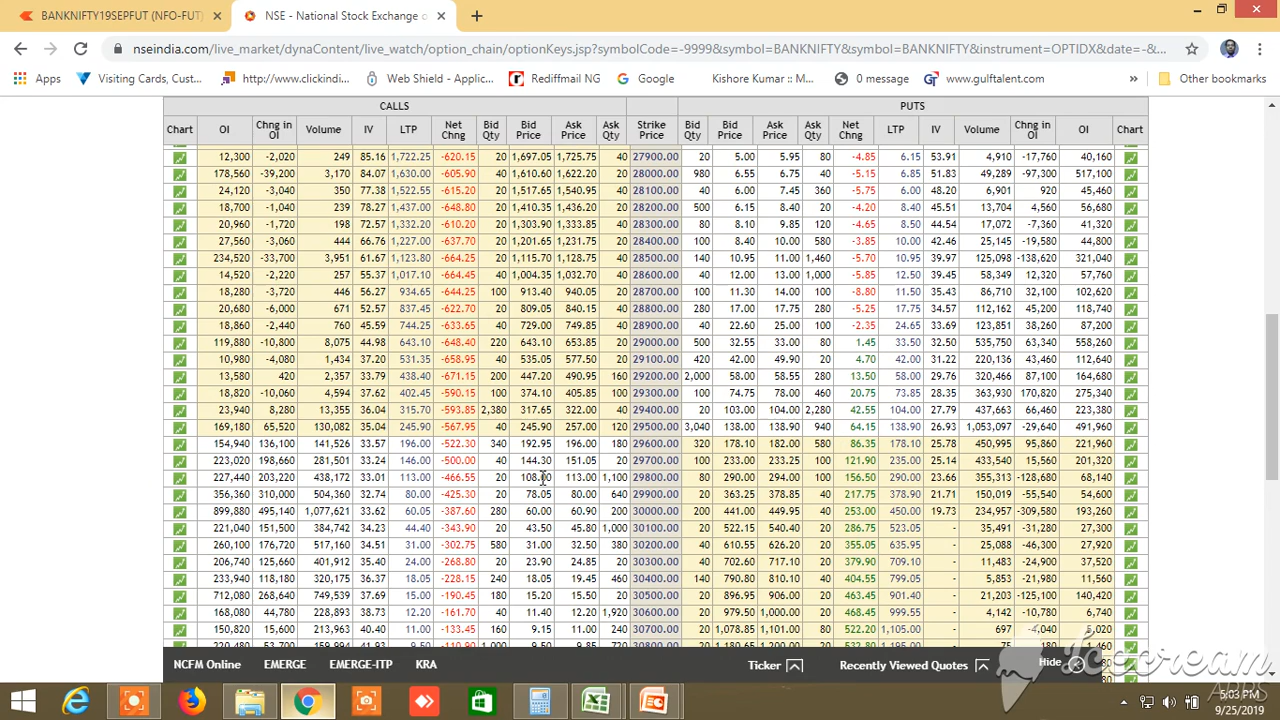 BANKNIFTY19SEPFUT (NFO-FUT) NSE - National Stock Exchange o
nseindia.com/live_market/dynaContent/live_watch/option_chain/optionKeys.jsp?symbolCode=-9999&symbol=BANKNIFTY&symbol=BANKNIFTY&instrument=OPTIDX&date=-&...
Apps Visiting Cards, Cust... http://www.clickindi... Web Shield - Applic... Rediffmail NG Google Kishore Kumar :: M... 0 message www.gulftalent.com » Other bookmarks
CALLS PUTS
Chart OI Chng in OI Volume IV LTP Net Chng Bid Qty Bid Price Ask Price Ask Qty Strike Price Bid Qty Bid Price Ask Price Ask Qty Net Chng LTP IV Volume Chng in OI OI Chart
12,300 -2,020 249 85.16 1,722.25 -620.15 20 1,697.05 1,725.75 40 27900.00 20 5.00 5.95 80 -4.85 6.15 53.91 4,910 -17,760 40,160
178,560 -39,200 3,170 84.07 1,630.00 -605.90 40 1,610.60 1,622.20 40 28000.00 980 6.55 6.75 40 -5.15 6.85 51.83 49,289 -97,300 517,100
24,120 -3,040 350 77.38 1,522.55 -615.20 20 1,517.65 1,540.95 40 28100.00 40 6.00 7.45 360 -5.75 6.00 48.20 6,901 920 45,460
18,700 -1,040 239 78.27 1,437.00 -648.80 20 1,410.35 1,436.20 40 28200.00 500 6.15 8.40 20 -4.20 8.40 45.51 13,704 4,560 56,680
20,960 -1,720 198 72.57 1,332.25 -610.20 20 1,303.90 1,333.85 40 28300.00 80 8.10 9.85 120 -4.65 8.50 44.54 17,072 -7,360 41,320
27,560 -3,060 444 66.76 1,227.00 -637.70 20 1,201.65 1,231.75 20 28400.00 100 8.40 10.00 580 -3.85 10.00 42.46 25,145 -19,580 44,800
234,520 -33,700 3,951 61.67 1,123.80 -664.25 20 1,115.70 1,128.75 40 28500.00 140 10.95 11.00 1,460 -5.70 10.95 39.97 125,098 -138,620 321,040
14,520 -2,220 257 55.37 1,017.10 -664.45 20 1,004.35 1,032.70 40 28600.00 40 12.00 13.00 1,000 -5.85 12.50 39.45 58,349 12,320 57,760
18,280 -3,720 446 56.27 934.65 -644.25 100 913.40 940.05 20 28700.00 100 11.30 14.00 100 -8.80 11.50 35.43 86,710 32,100 102,620
20,680 -6,000 671 52.57 837.45 -622.70 20 809.05 840.15 40 28800.00 280 17.00 17.75 280 -5.25 17.75 34.57 112,162 45,200 118,740
18,860 -2,440 760 45.59 744.25 -633.65 40 729.00 749.85 40 28900.00 40 22.60 25.00 100 -2.35 24.65 33.69 123,851 38,260 87,200
119,880 -10,800 8,075 44.98 643.10 -648.40 220 643.10 653.85 20 29000.00 500 32.55 33.00 80 1.45 33.50 32.50 535,750 63,340 558,260
10,980 -4,080 1,434 37.20 531.35 -658.95 20 535.05 577.50 20 29100.00 420 42.00 49.90 20 4.70 42.00 31.22 220,136 43,460 112,640
13,580 420 2,357 33.79 438.40 -671.15 200 447.20 490.95 160 29200.00 2,000 58.00 58.55 280 13.50 58.00 29.76 320,466 87,100 164,680
18,820 -10,060 4,594 37.62 402.45 -590.15 100 374.10 405.85 100 29300.00 100 74.75 78.00 460 20.75 73.85 28.35 363,930 170,820 275,340
23,940 8,280 13,355 36.04 315.70 -593.85 2,380 317.65 322.00 40 29400.00 20 103.00 104.00 2,280 42.55 104.00 27.79 437,663 66,460 223,380
169,180 65,520 130,082 35.04 245.90 -567.95 40 245.90 257.00 120 29500.00 3,040 138.00 138.90 940 64.15 138.90 26.93 1,053,097 -29,640 491,960
154,940 136,100 141,526 33.57 196.00 -522.30 340 192.95 196.00 180 29600.00 320 178.10 182.00 580 86.35 178.10 25.78 450,995 95,860 221,960
223,020 198,660 281,501 33.24 146.00 -500.00 40 144.30 151.05 20 29700.00 100 233.00 233.25 100 121.90 235.00 25.14 433,540 15,560 201,320
227,440 203,220 438,172 33.01 113.00 -466.55 20 108.00 113.00 1,100 29800.00 80 290.00 294.00 100 156.50 290.00 23.66 355,313 -128,680 68,140
356,360 310,000 504,360 32.74 80.00 -425.30 20 78.05 80.00 640 29900.00 20 363.25 378.85 40 217.75 378.90 21.71 150,019 -55,540 54,600
899,880 495,140 1,077,621 33.62 60.05 -387.60 280 60.00 60.90 200 30000.00 20 441.00 449.95 40 253.00 450.00 19.73 234,957 -309,580 193,260
221,040 151,500 384,742 34.23 44.40 -343.90 20 43.50 45.80 1,000 30100.00 20 522.15 540.40 20 286.75 523.05 - 35,491 -31,280 27,300
260,100 176,720 517,160 34.51 31.00 -302.75 580 31.00 32.50 380 30200.00 40 610.55 626.20 20 355.05 635.95 - 25,088 -46,300 27,920
206,740 125,660 401,912 35.40 24.00 -268.80 20 23.90 24.85 20 30300.00 40 702.60 717.10 20 379.90 709.10 - 11,483 -24,900 37,520
233,940 118,180 320,175 36.37 18.05 -228.15 240 18.05 19.45 460 30400.00 140 790.80 810.10 40 404.55 799.05 - 5,853 -21,980 11,560
712,080 268,640 749,539 37.69 15.00 -190.45 180 15.20 15.50 20 30500.00 20 896.95 906.00 20 463.25 901.40 - 21,203 -125,100 140,420
168,080 44,780 228,893 38.73 12.20 -161.70 40 11.40 12.20 1,920 30600.00 20 979.50 1,000.00 20 468.45 999.55 - 4,142 -10,780 6,740
150,820 15,600 213,963 40.40 11.00 -133.45 160 9.15 11.00 240 30700.00 20 1,078.85 1,101.00 80 522.20 1,105.00 - 697 -4,040
NCFM Online EMERGE EMERGE-ITP KRA Ticker Recently Viewed Quotes Hide
Icecream
APPS
5:03 PM
9/25/2019